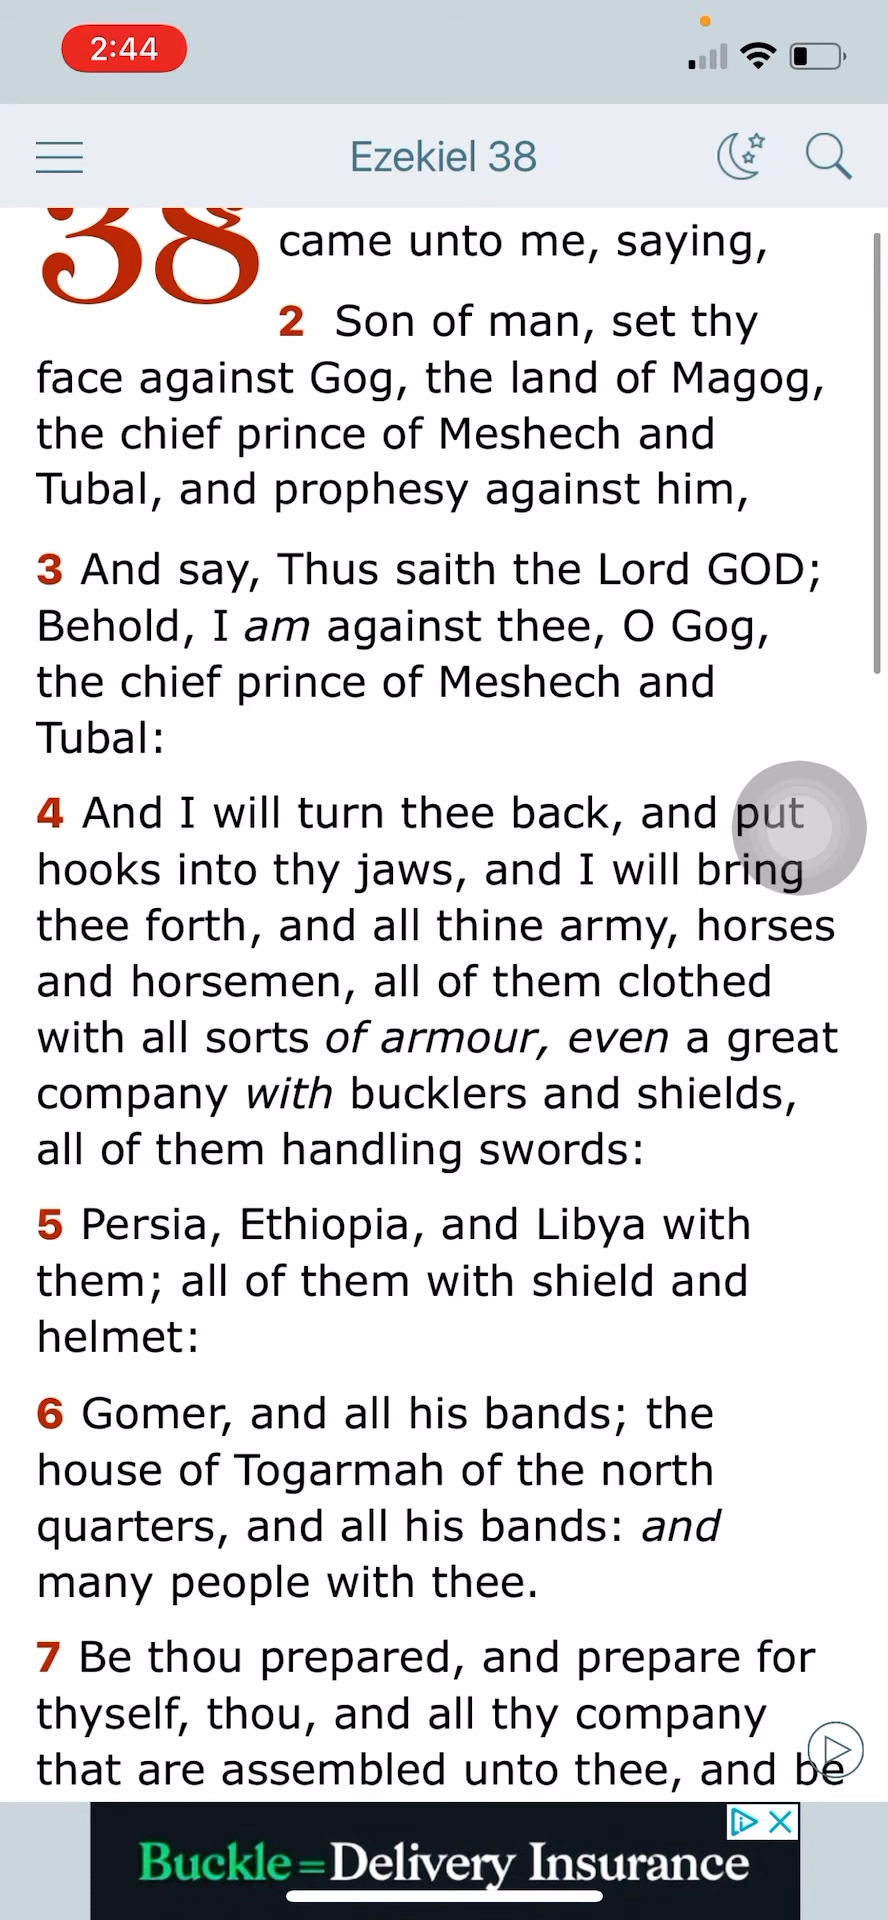 2:44
Ezekiel 38
38 came unto me, saying,
2 Son of man, set thy
face against Gog, the land of Magog,
the chief prince of Meshech and
Tubal, and prophesy against him,
3 And say, Thus saith the Lord GOD;
Behold, I am against thee, O Gog,
the chief prince of Meshech and
Tubal:
4 And I will turn thee back, and put
hooks into thy jaws, and I will bring
thee forth, and all thine army, horses
and horsemen, all of them clothed
with all sorts of armour, even a great
company with bucklers and shields,
all of them handling swords:
5 Persia, Ethiopia, and Libya with
them; all of them with shield and
helmet:
6 Gomer, and all his bands; the
house of Togarmah of the north
quarters, and all his bands: and
many people with thee.
7 Be thou prepared, and prepare for
thyself, thou, and all thy company
that are assembled unto thee, and be
Buckle=Delivery Insurance